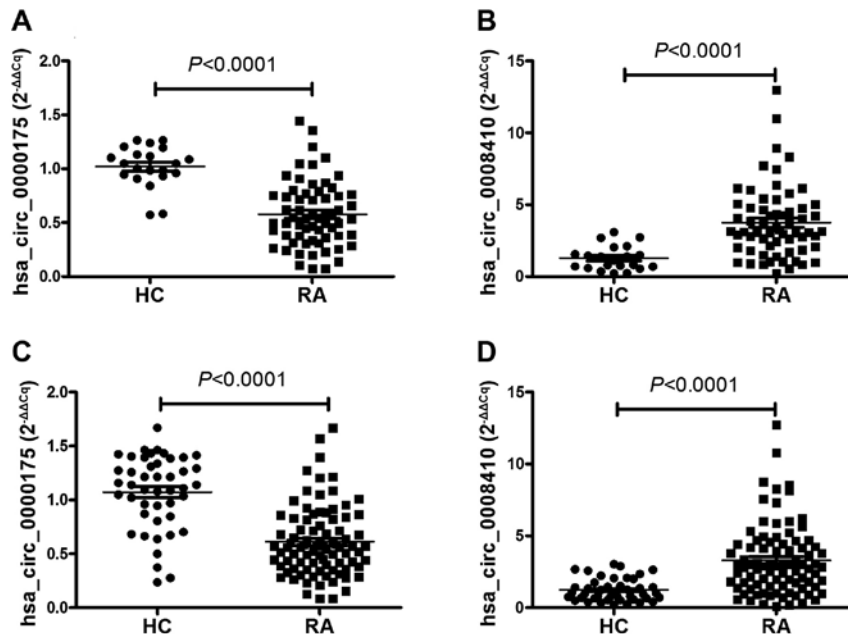 A
hsa_circ_0000175 (2-ΔΔCq)
P<0.0001
2.0
1.5
1.0
0.5
0.0
HC RA
B
hsa_circ_0008410 (2-ΔΔCq)
P<0.0001
15
10
5
0
HC RA
C
hsa_circ_0000175 (2-ΔΔCq)
P<0.0001
2.0
1.5
1.0
0.5
0.0
HC RA
D
hsa_circ_0008410 (2-ΔΔCq)
P<0.0001
15
10
5
0
HC RA